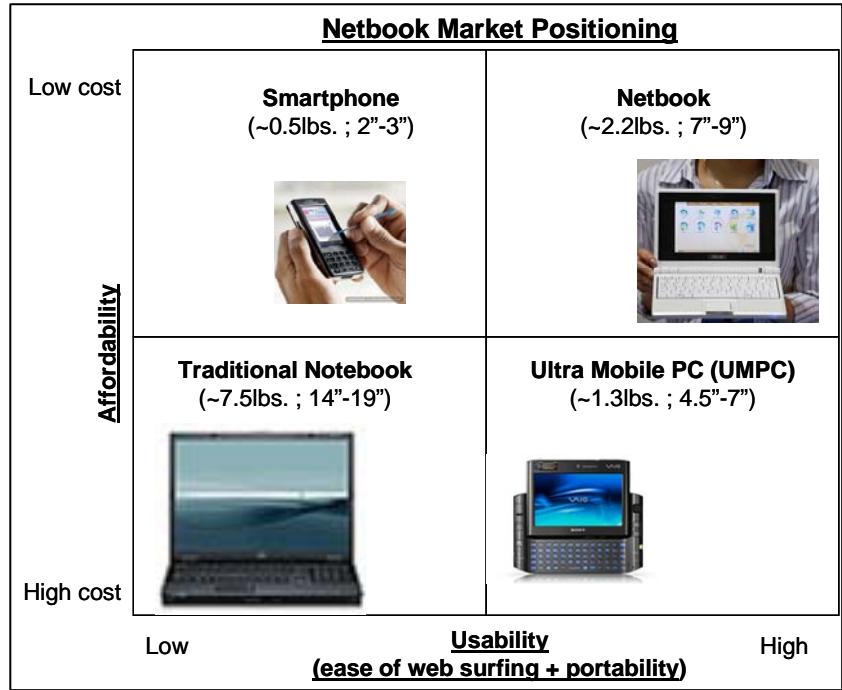 Netbook Market Positioning
Low cost
Smartphone
(~0.5lbs. ; 2”-3”)
Netbook
(~2.2lbs. ; 7”-9”)
Affordability
Traditional Notebook
(~7.5lbs. ; 14”-19”)
Ultra Mobile PC (UMPC)
(~1.3lbs. ; 4.5”-7”)
VAIO
SONY
High cost
Low
Usability
(ease of web surfing + portability)
High